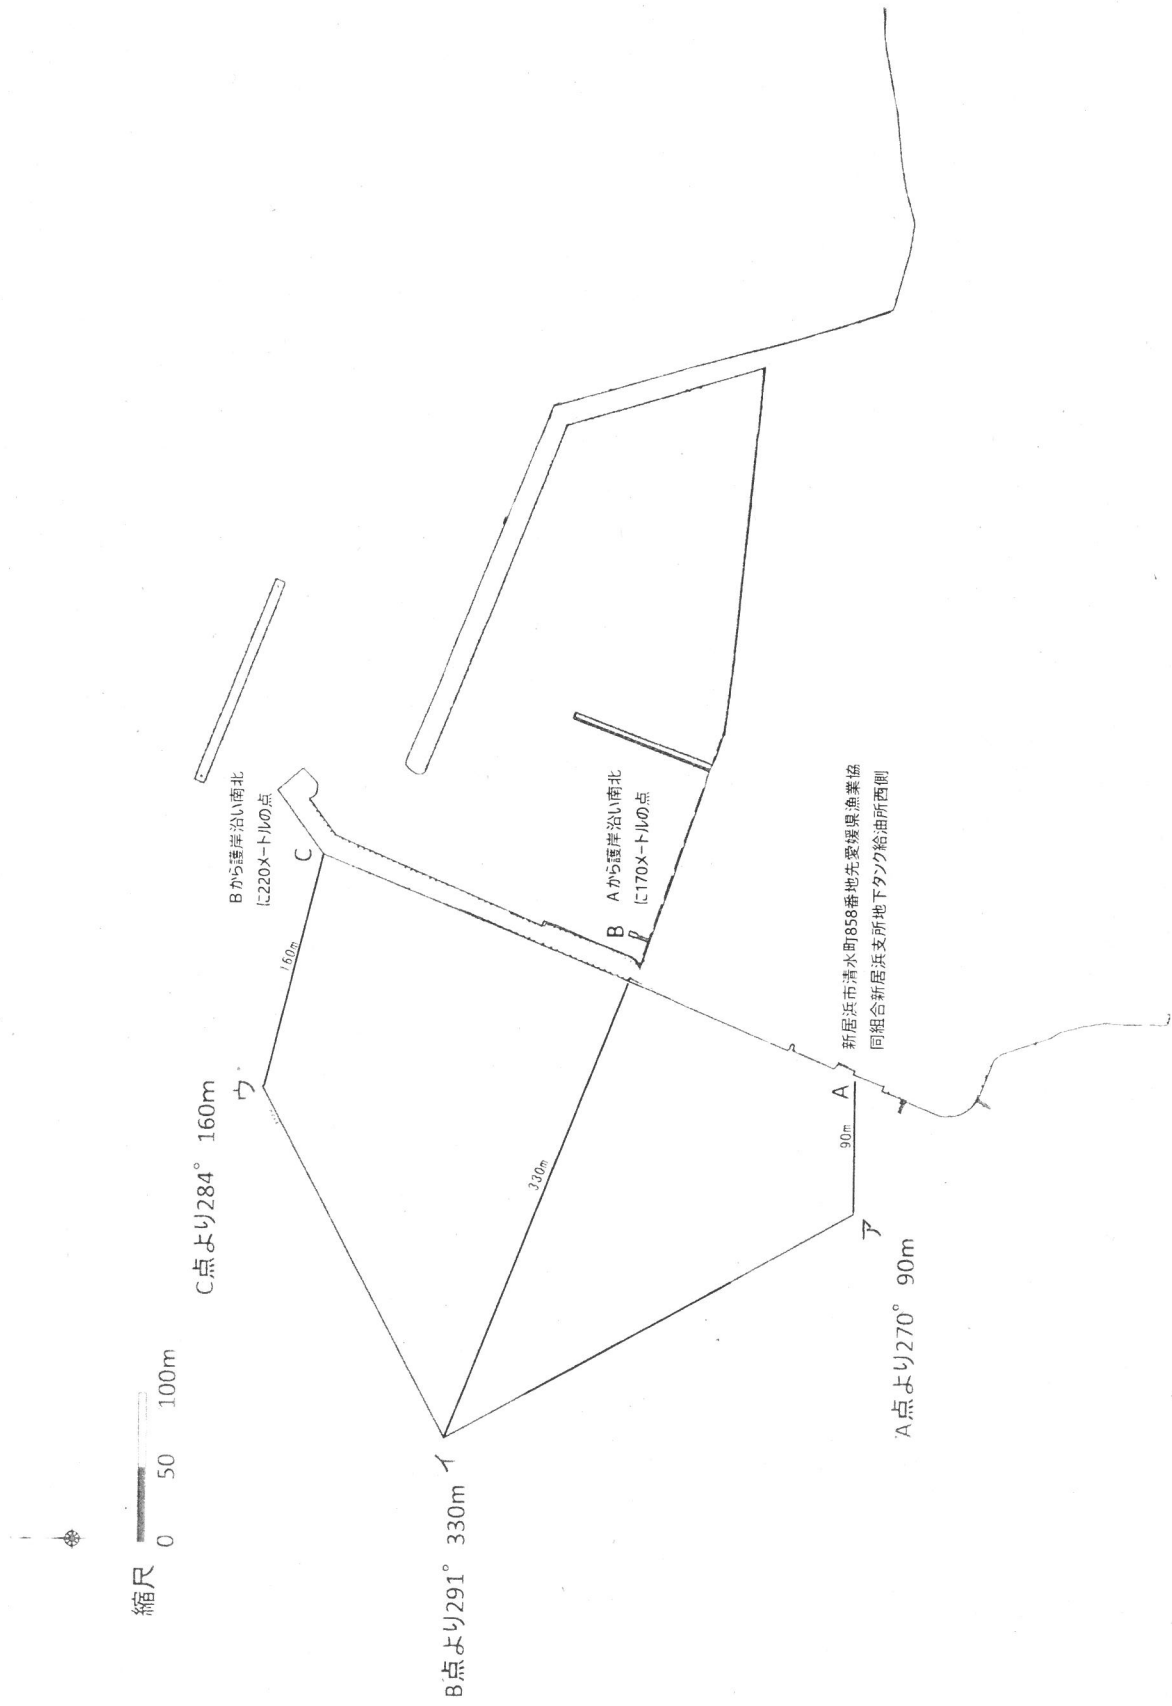 縮尺
0 50 100m
C点より284° 160m
ウ
160m
C
Bから護岸沿い南北
に220メートルの点
B点より291° 330m
イ
330m
B
Aから護岸沿い南北
に170メートルの点
A点より270° 90m
ア
90m
A
新居浜市清水町858番地先愛媛県漁業協
同組合新居浜支所地下タンク給油所西側